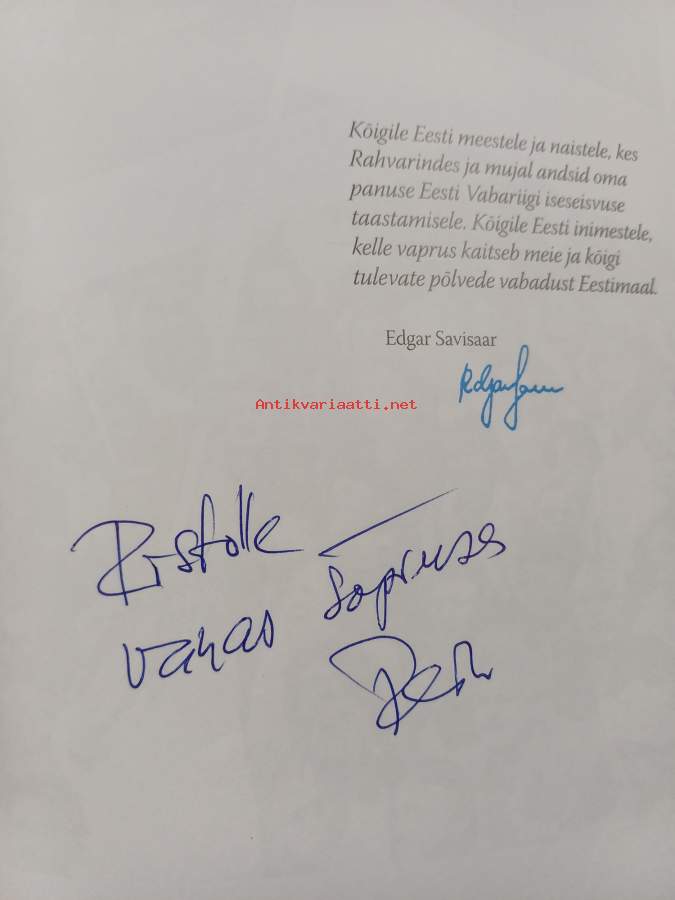 Kõigile Eesti meestele ja naistele, kes
Rahvarindes ja mujal andsid oma
panuse Eesti Vabariigi iseseisvuse
taastamisele. Kõigile Eesti inimestele,
kelle vaprus kaitseb meie ja kõigi
tulevate põlvede vabadust Eestimaal.
Edgar Savisaar
Antikvariaatti.net
Ristolle
vanas sõpruses